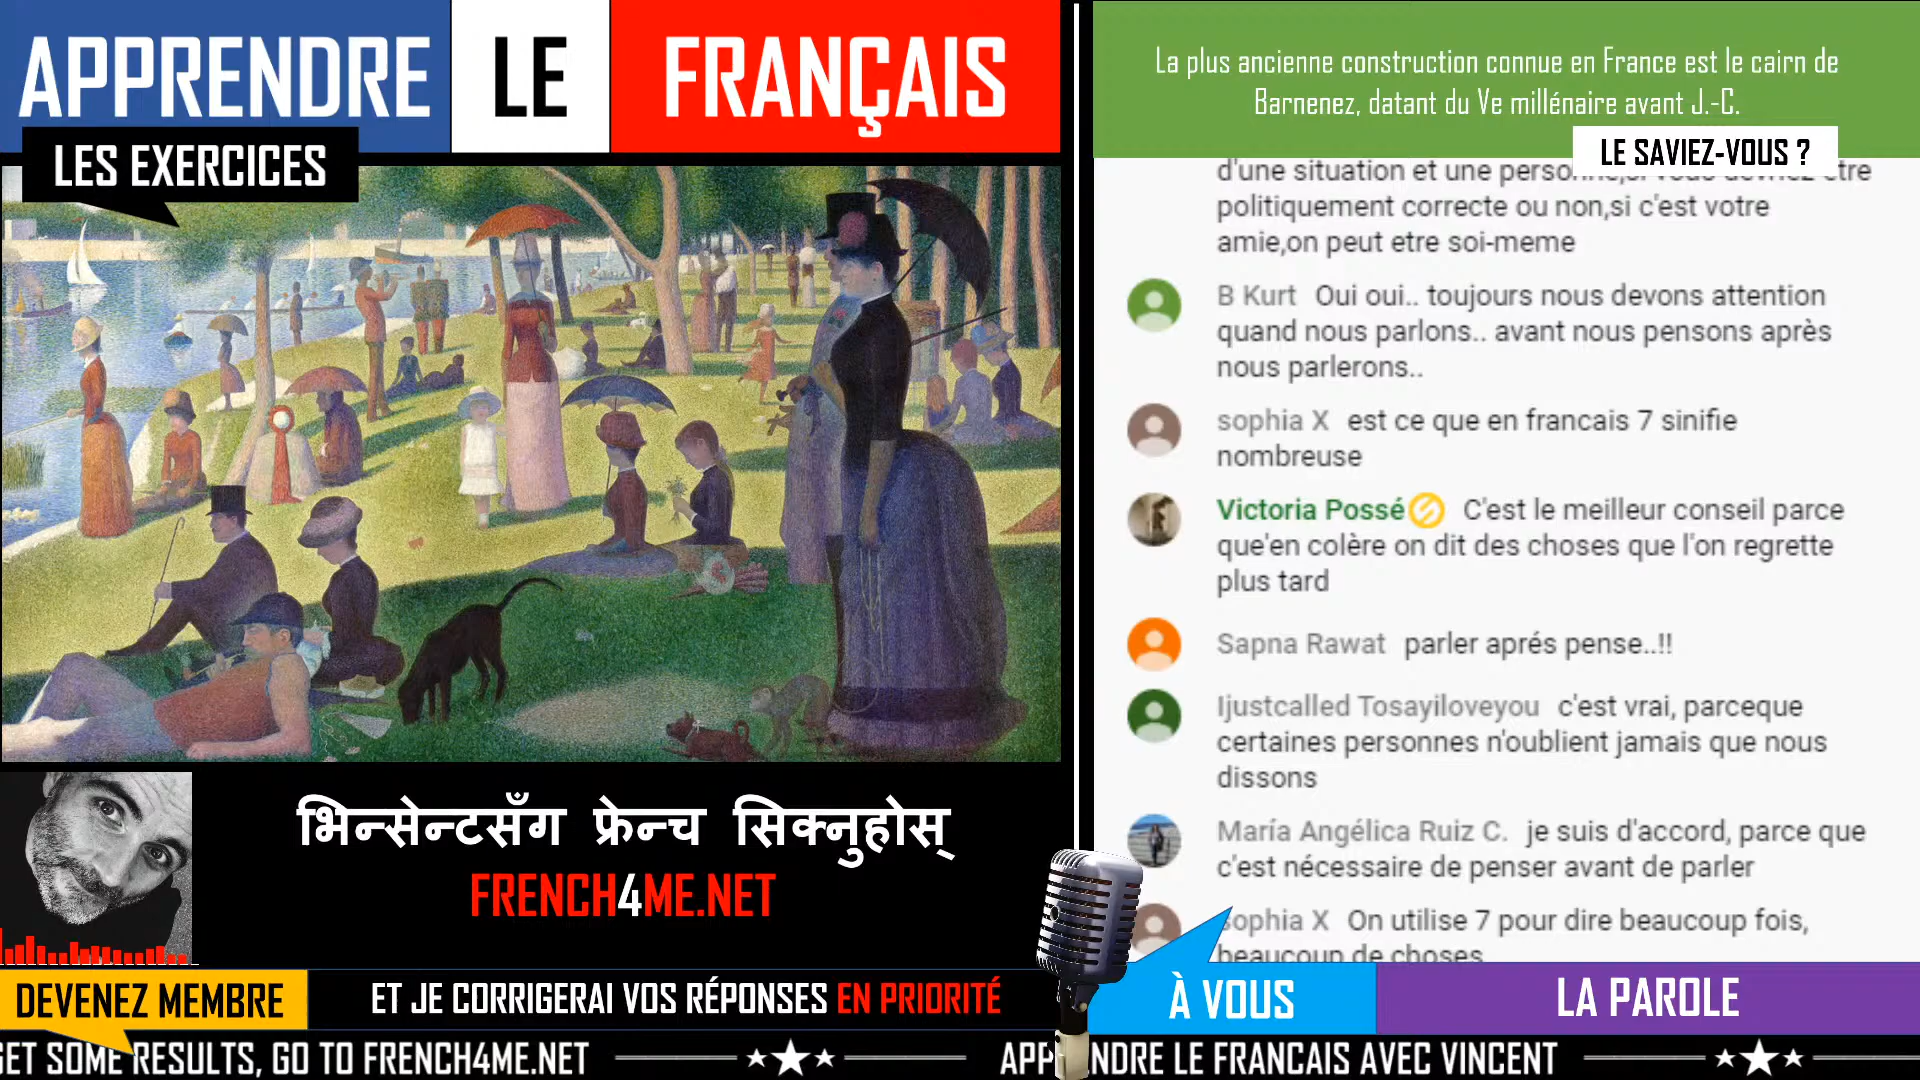 APPRENDRE LE FRANÇAIS
LES EXERCICES
La plus ancienne construction connue en France est le cairn de
Barnenez, datant du Ve millénaire avant J.-C.
LE SAVIEZ-VOUS ?
d'une situation et une
politiquement correcte ou non,si c'est votre
amie,on peut etre soi-meme
B Kurt Oui oui.. toujours nous devons attention
quand nous parlons.. avant nous pensons après
nous parlerons..
sophia X est ce que en francais 7 sinifie
nombreuse
Victoria Possé C'est le meilleur conseil parce
que'en colère on dit des choses que l'on regrette
plus tard
Sapna Rawat parler aprés pense..!!
Ijustcalled Tosayiloveyou c'est vrai, parceque
certaines personnes n'oublient jamais que nous
dissons
María Angélica Ruiz C. je suis d'accord, parce que
c'est nécessaire de penser avant de parler
sophia X On utilise 7 pour dire beaucoup fois,
beaucoup de choses
भिन्सेन्टसँग फ्रेन्च सिक्नुहोस्
FRENCH4ME.NET
DEVENEZ MEMBRE
ET JE CORRIGERAI VOS RÉPONSES EN PRIORITÉ
À VOUS
LA PAROLE
GET SOME RESULTS, GO TO FRENCH4ME.NET
LE FRANCAIS AVEC VINCENT